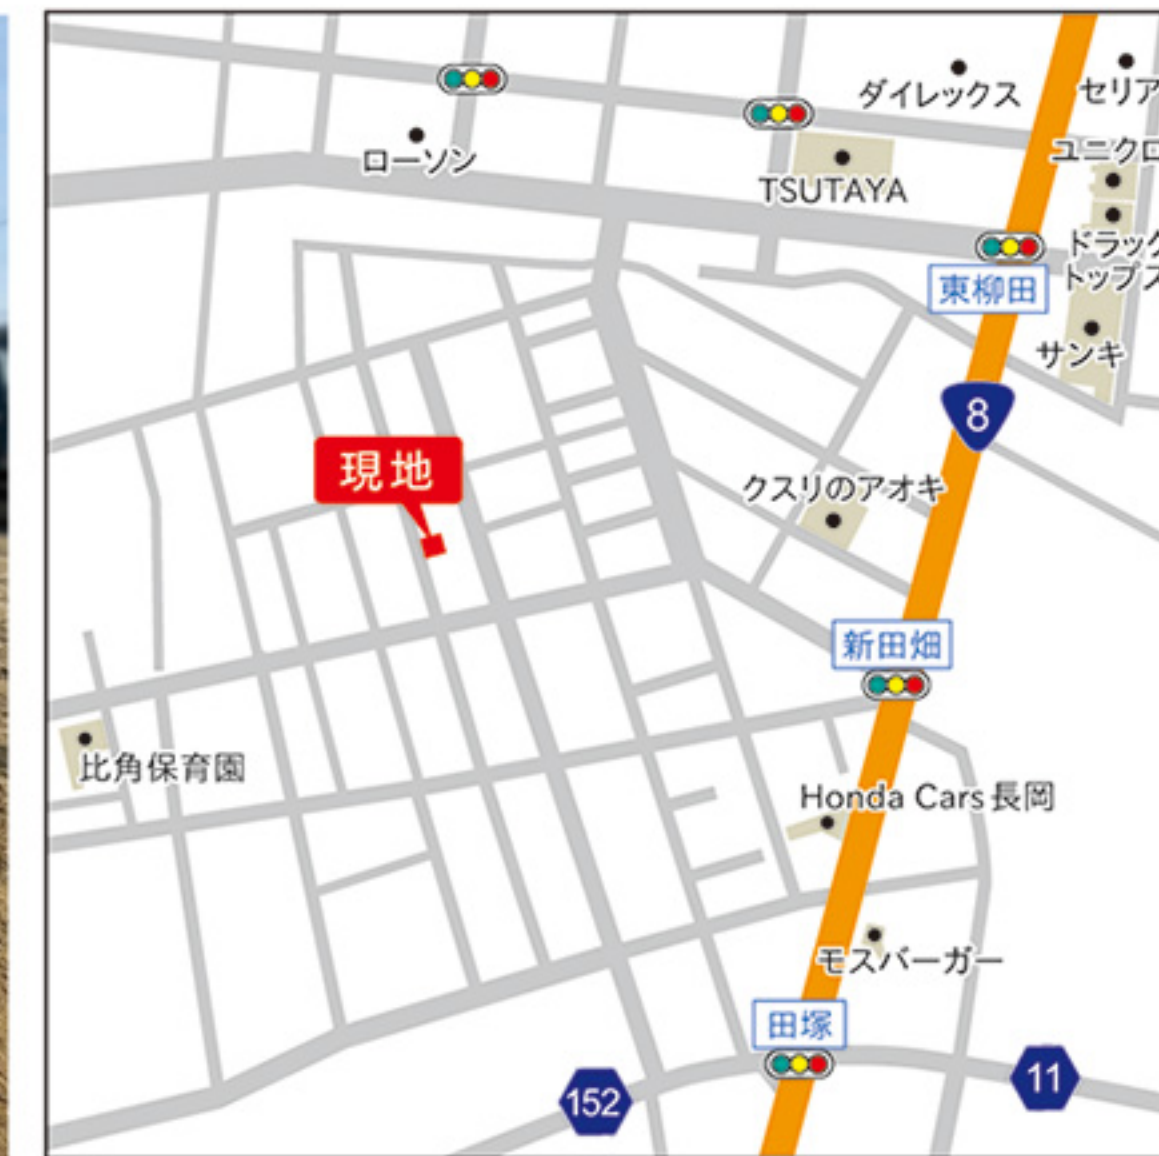 ダイレックス
セリア
ローソン
TSUTAYA
ユニクロ
ドラッグ
トップス
東柳田
サンキ
8
現地
クスリのアオキ
新田畑
比角保育園
Honda Cars 長岡
モスバーガー
田塚
152
11